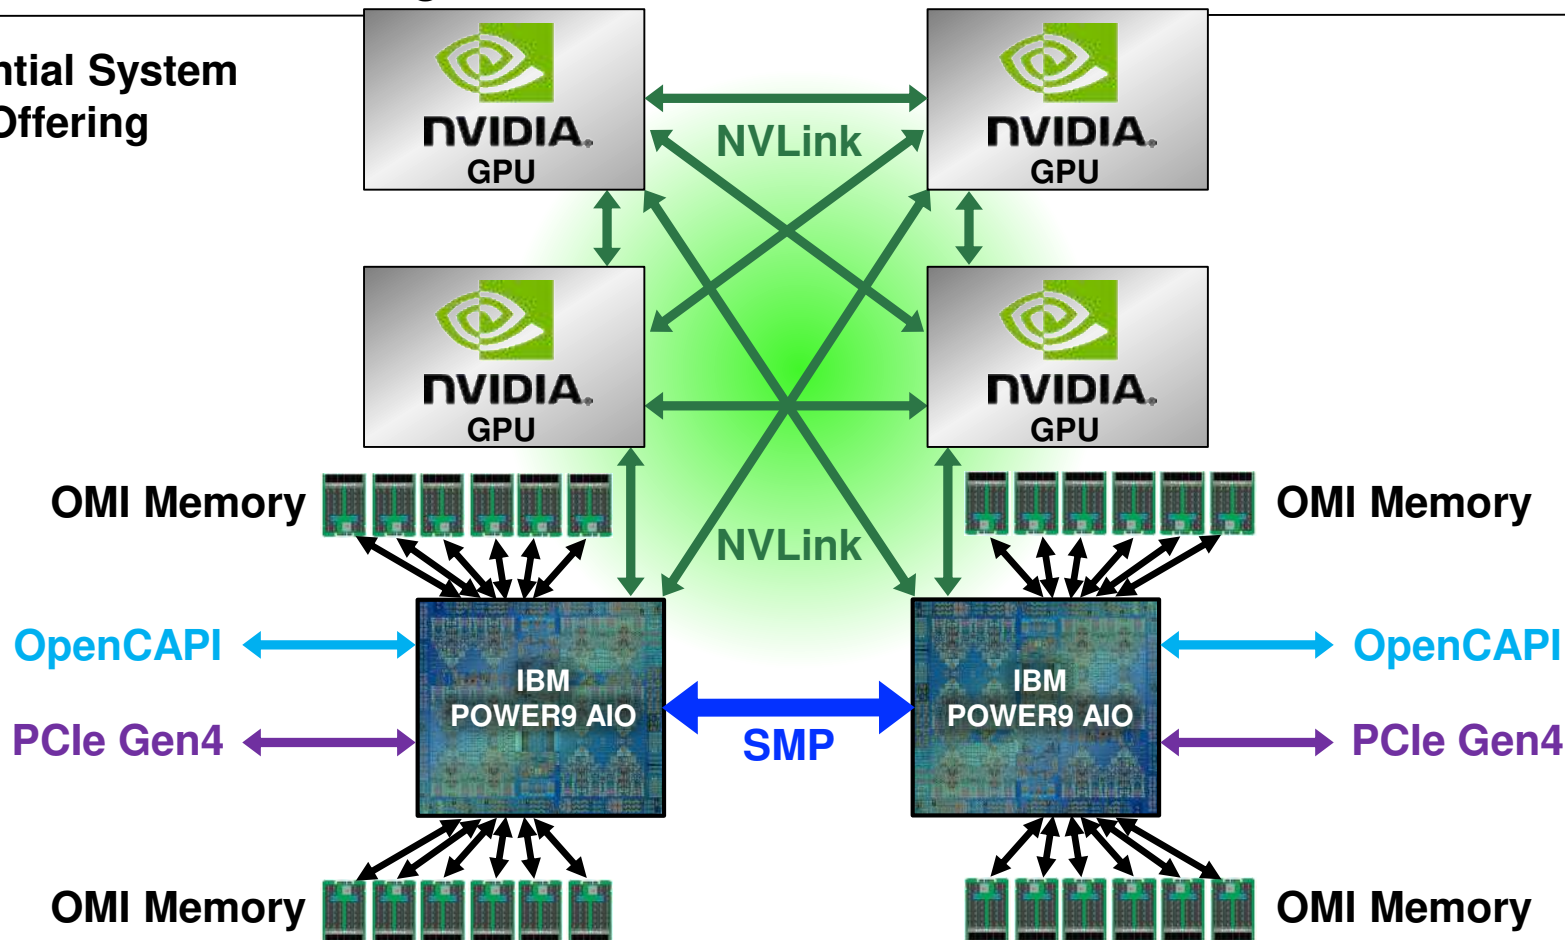 ntial System
Offering
NVIDIA.
GPU
NVIDIA.
GPU
NVLink
NVIDIA.
GPU
NVIDIA.
GPU
OMI Memory
OMI Memory
NVLink
OpenCAPI
IBM
POWER9 AIO
IBM
POWER9 AIO
OpenCAPI
PCIe Gen4
SMP
PCIe Gen4
OMI Memory
OMI Memory